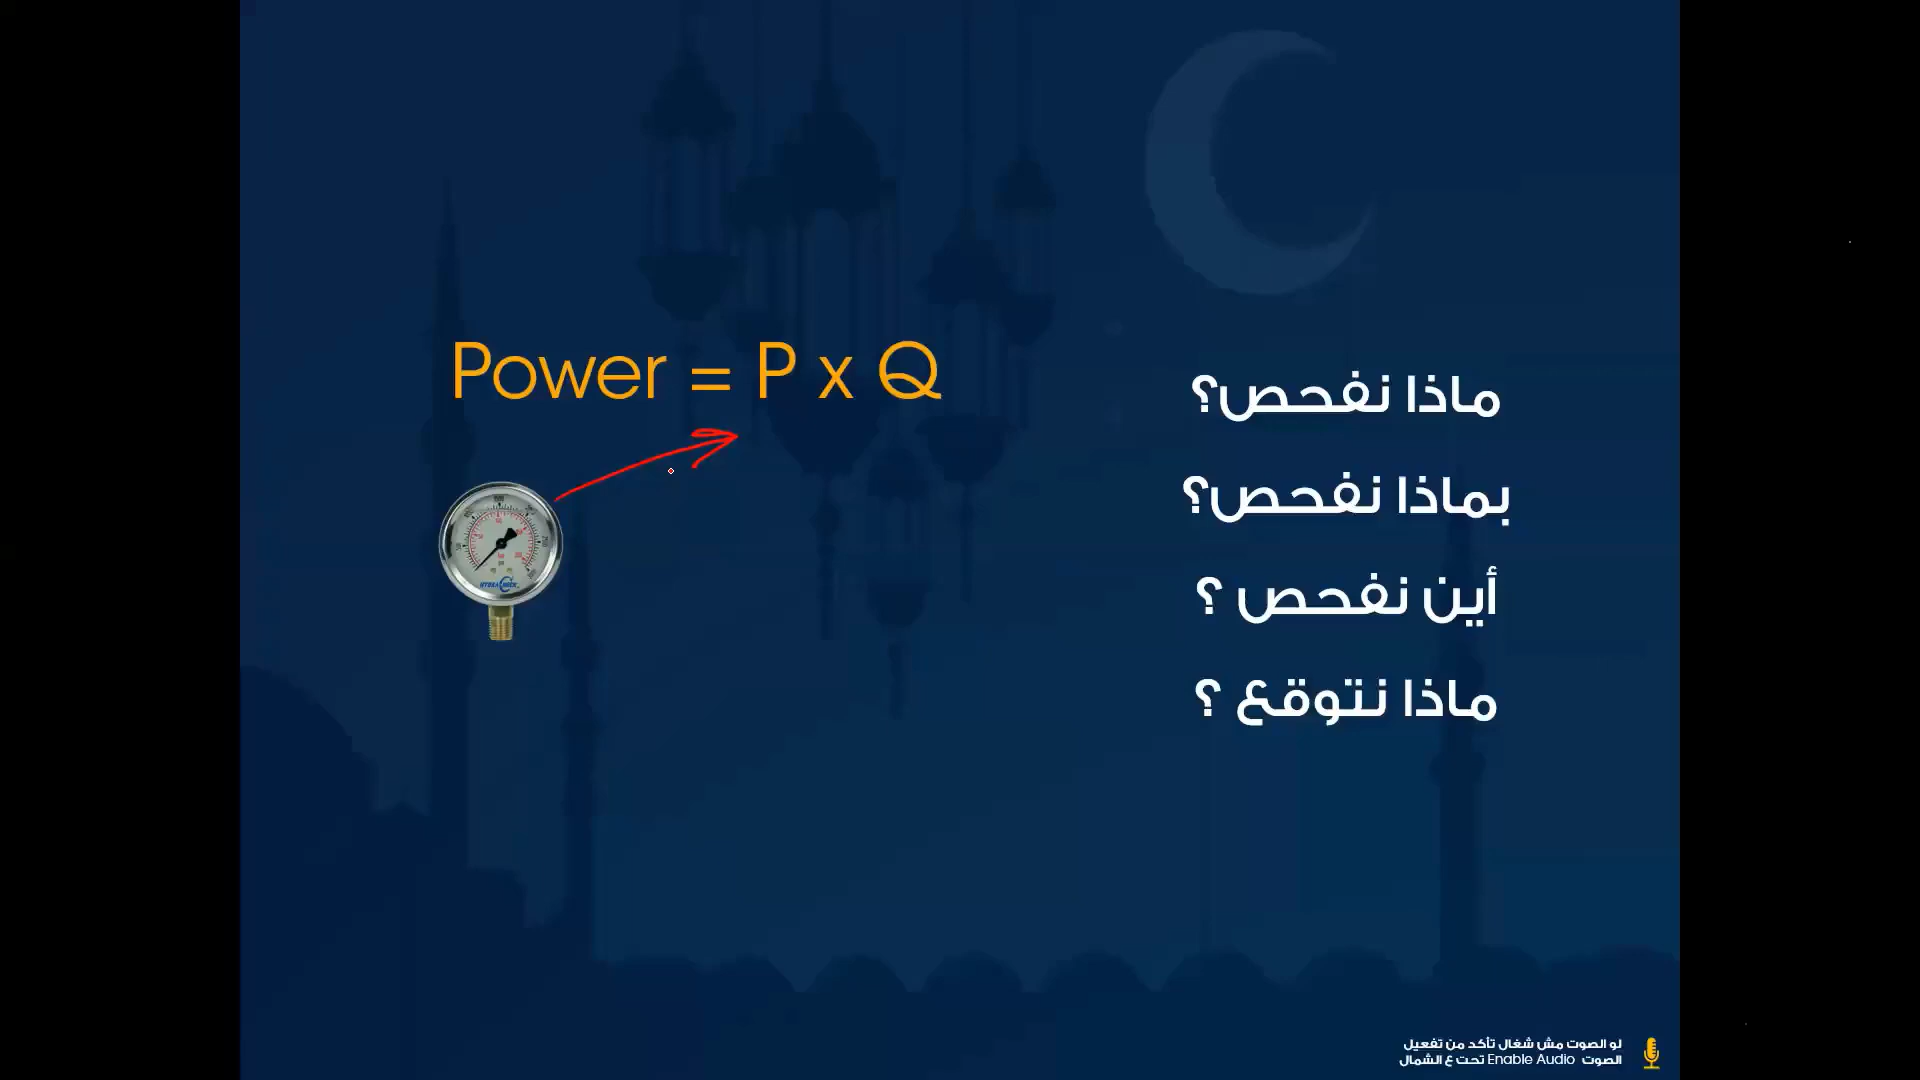 Power = P x Q
ماذا نفحص؟
بماذا نفحص؟
أين نفحص ؟
ماذا نتوقع ؟
لو الصوت مش شغال تأكد من تفعيل
الصوت Enable Audio تحت ع الشمال